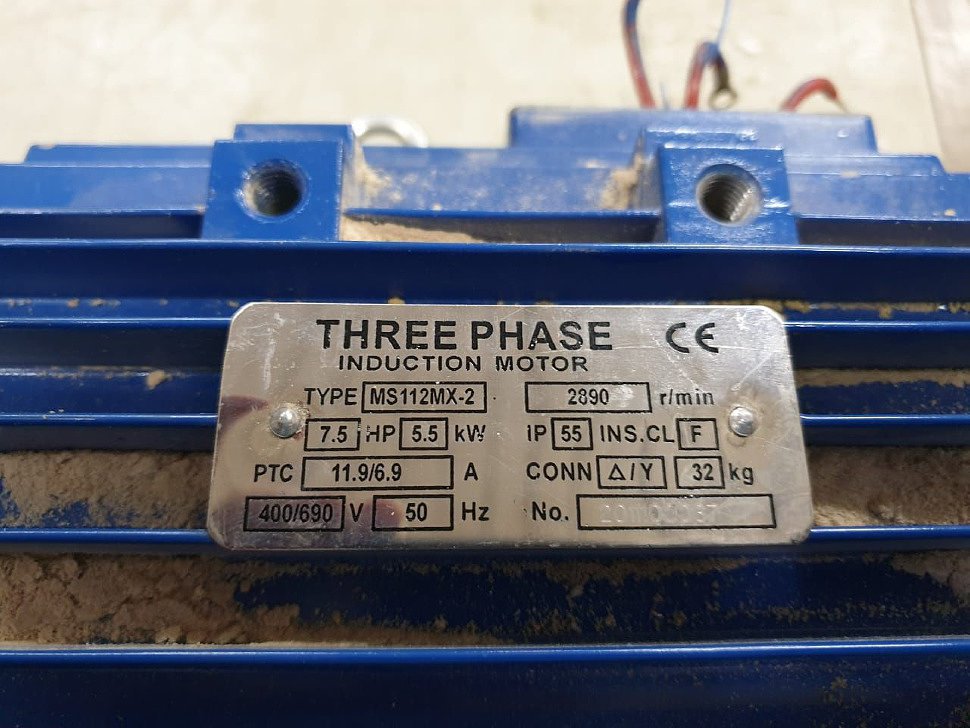 THREE PHASE CE
INDUCTION MOTOR
TYPE MS112MX-2 2890 r/min
7.5 HP 5.5 kW IP 55 INS.CL F
PTC 11.9/6.9 A CONN △/Y 32 kg
400/690 V 50 Hz No.